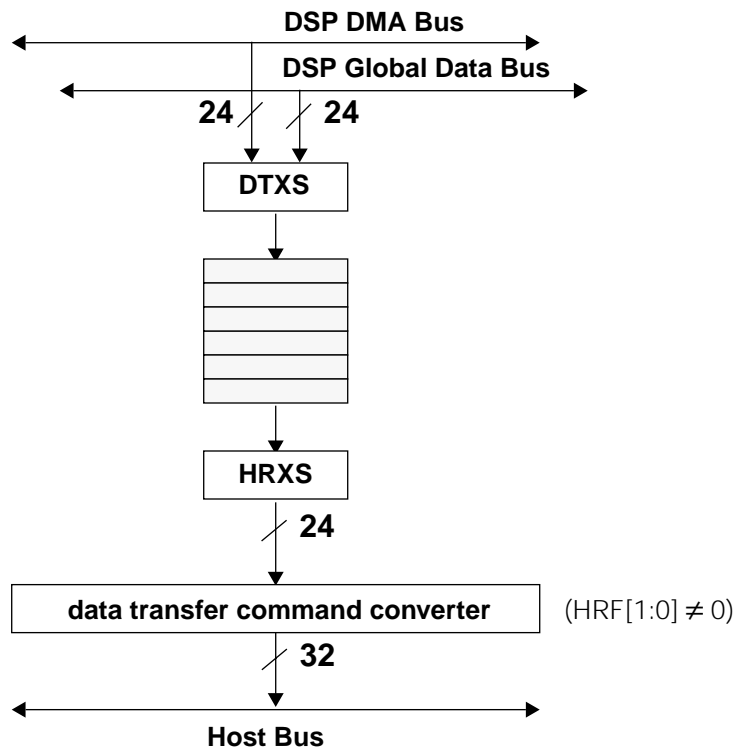 DSP DMA Bus
DSP Global Data Bus
24 24
DTXS
HRXS
24
data transfer command converter (HRF[1:0] ≠ 0)
32
Host Bus